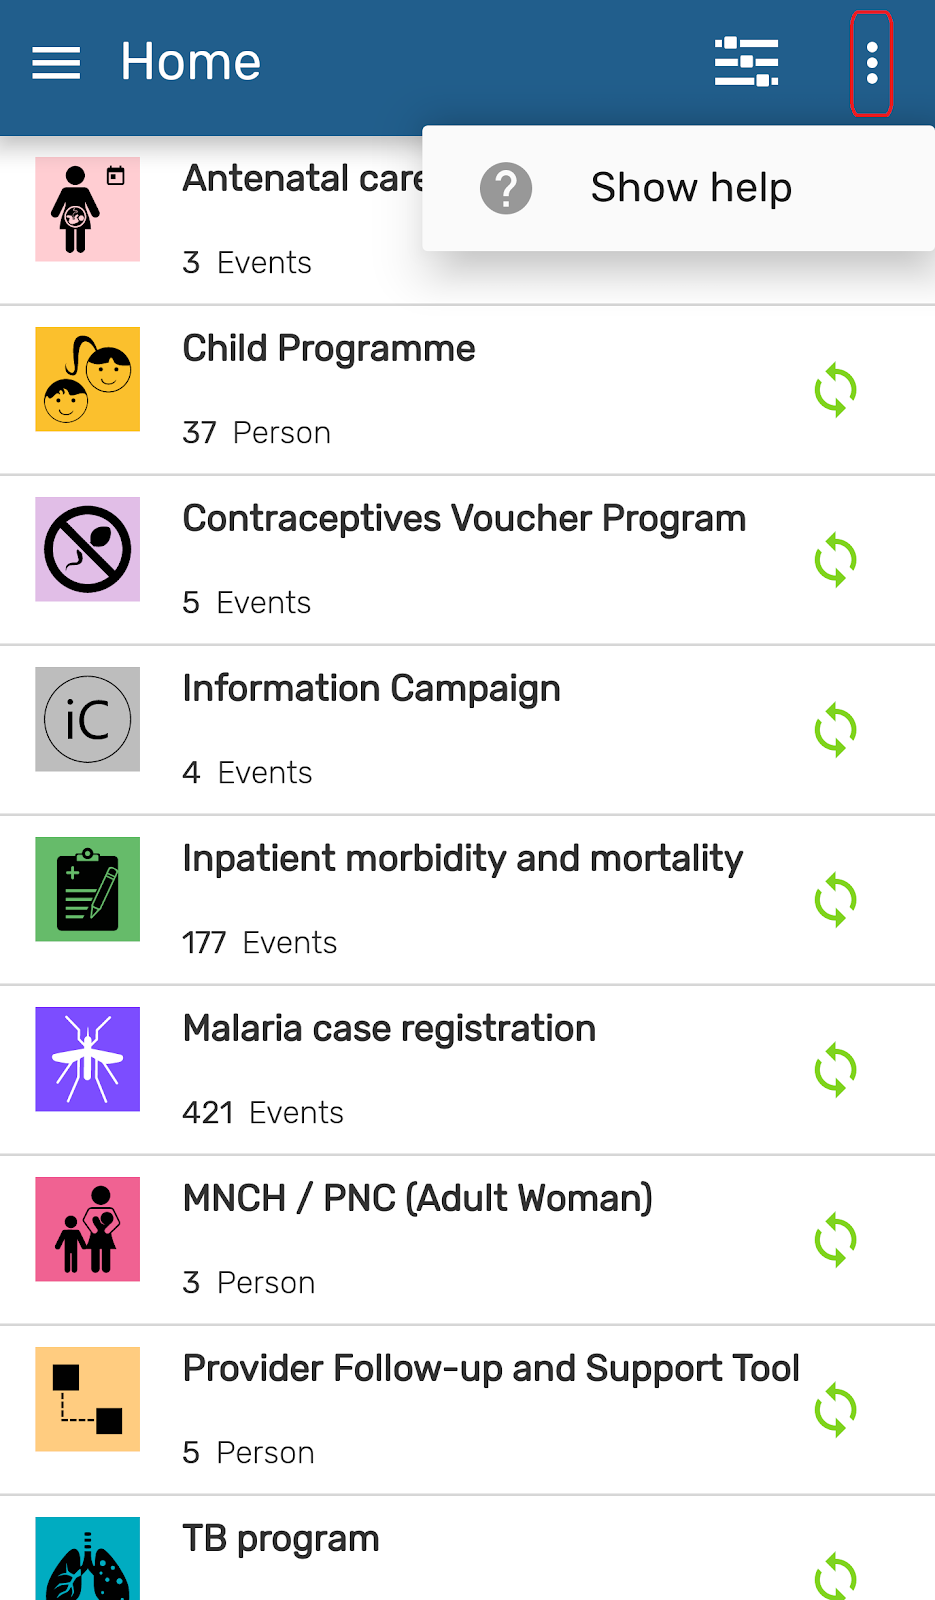 Home
Show help
Antenatal care
3 Events
Child Programme
37 Person
Contraceptives Voucher Program
5 Events
iC
Information Campaign
4 Events
Inpatient morbidity and mortality
177 Events
Malaria case registration
421 Events
MNCH / PNC (Adult Woman)
3 Person
Provider Follow-up and Support Tool
5 Person
TB program